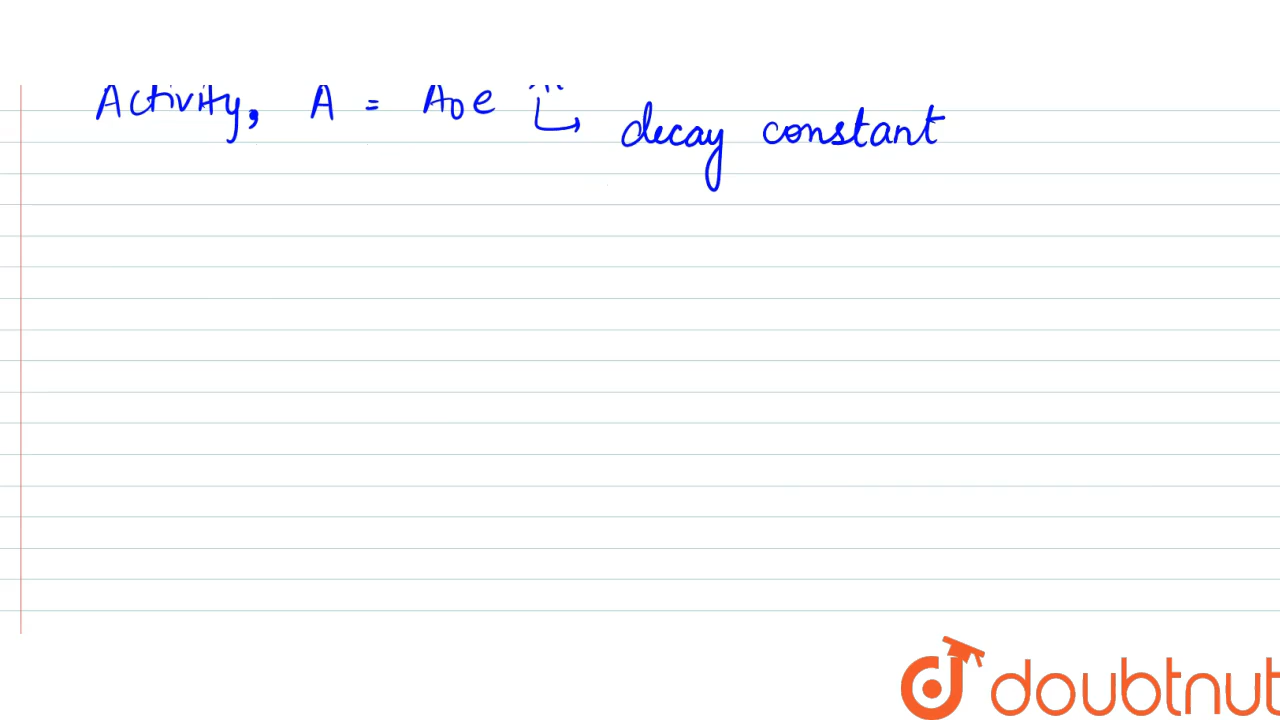 Activity, A = A₀e
decay constant
doubtnut